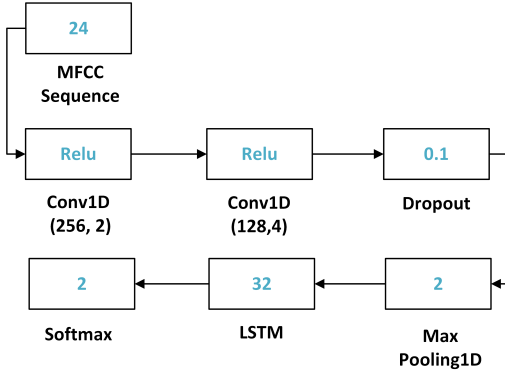 24
MFCC
Sequence
Relu
Conv1D
(256, 2)
Relu
Conv1D
(128,4)
0.1
Dropout
2
Max
Pooling1D
32
LSTM
2
Softmax